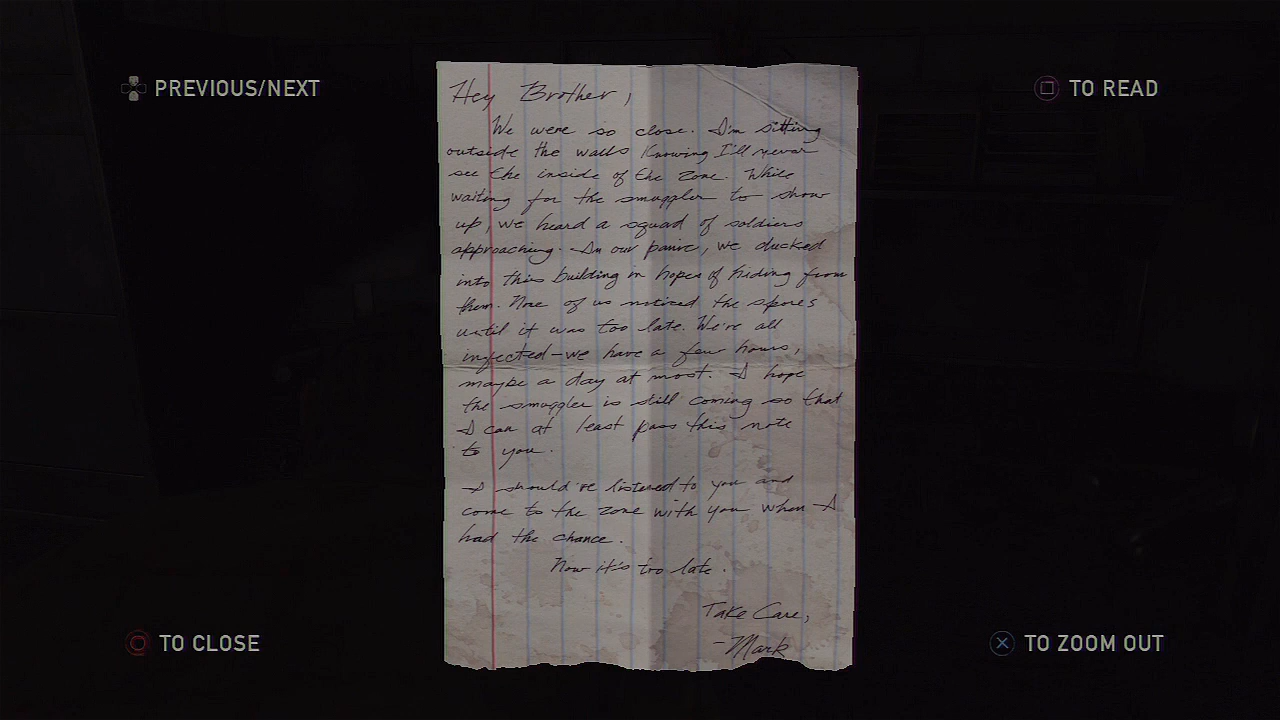 PREVIOUS/NEXT
TO READ
Hey Brother,
We were so close. I'm sitting
outside the walls Knowing I'll never
see the inside of the zone. While
waiting for the smuggler to show
up, we heard a squad of soldiers
approaching. In our panic, we ducked
into this building in hopes of hiding from
them. None of us noticed the spores
until it was too late. We're all
infected-we have a few hours,
maybe a day at most. I hope
the smuggler is still coming so that
I can at least pass this note
to you.
I should've listened to you and
come to the zone with you when I
had the chance.
Now it's too late.
Take Care,
-Mark
TO CLOSE
TO ZOOM OUT